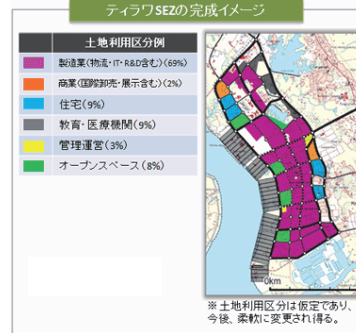 ティラワSEZの完成イメージ
土地利用区分例
製造業(物流・IT・R&D含む)(69%)
商業(国際卸売・展示含む)(2%)
住宅(9%)
教育・医療機関(9%)
管理運営(3%)
オープンスペース(8%)
0km
※土地利用区分は仮定であり、
今後、柔軟に変更され得る。